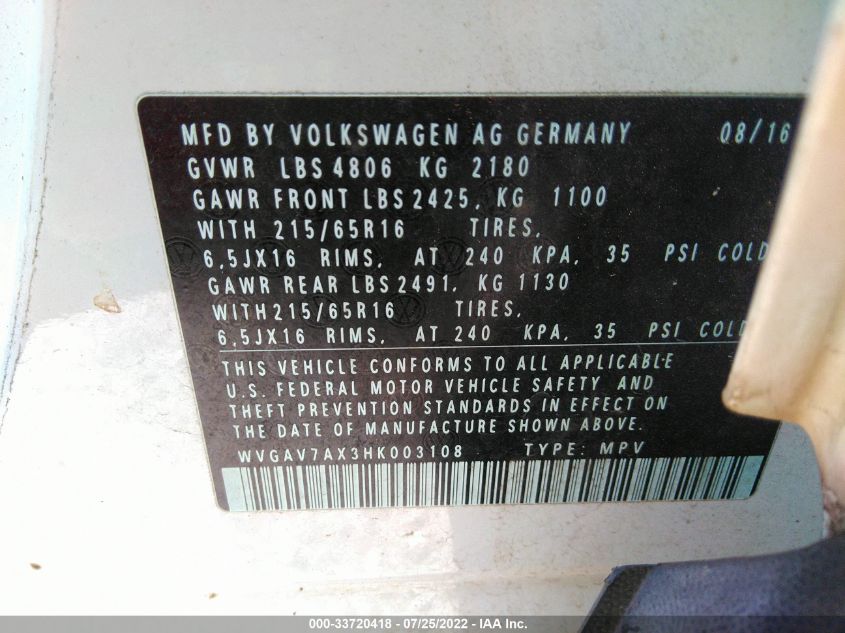 MFD BY VOLKSWAGEN AG GERMANY 08/16
GVWR LBS 4806 KG 2180
GAWR FRONT LBS 2425, KG 1100
WITH 215/65R16 TIRES,
6,5JX16 RIMS, AT 240 KPA, 35 PSI COLD
GAWR REAR LBS 2491, KG 1130
WITH 215/65R16 TIRES,
6,5JX16 RIMS, AT 240 KPA, 35 PSI COLD
THIS VEHICLE CONFORMS TO ALL APPLICABLE
U.S. FEDERAL MOTOR VEHICLE SAFETY AND
THEFT PREVENTION STANDARDS IN EFFECT ON
THE DATE OF MANUFACTURE SHOWN ABOVE.
WVGAV7AX3HK003108 TYPE: MPV
000-33720418 - 07/25/2022 - IAA Inc.